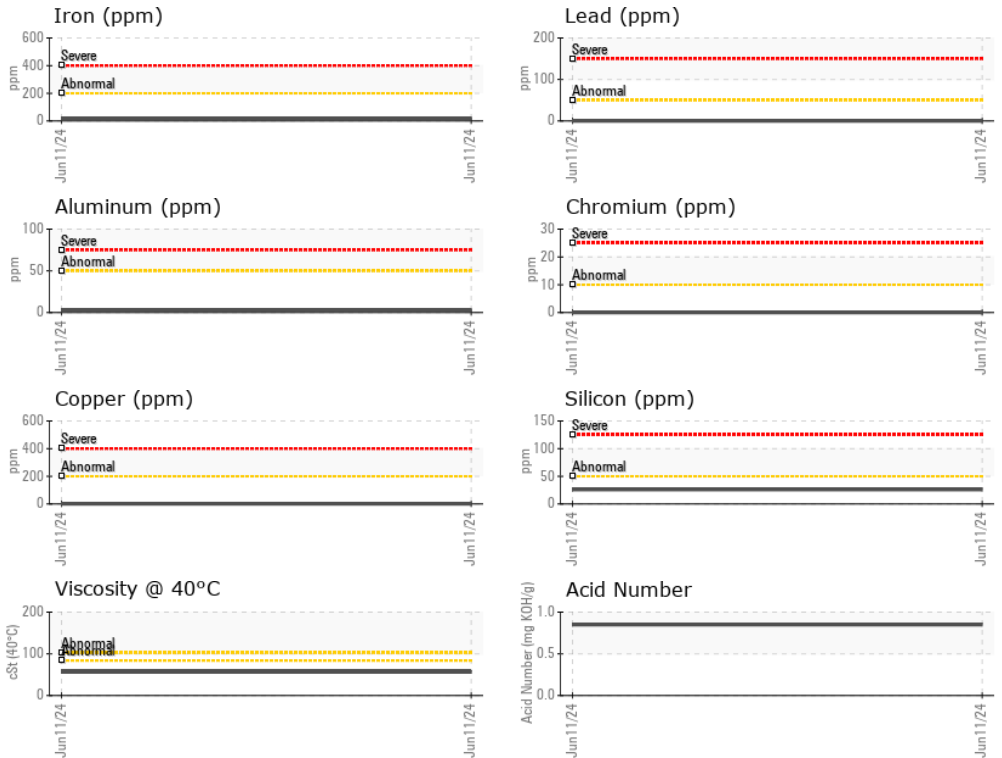 Iron (ppm)
600
400
200
0
ppm
Severe
Abnormal
Jun11/24
Jun11/24
Lead (ppm)
200
100
0
ppm
Severe
Abnormal
Jun11/24
Jun11/24
Aluminum (ppm)
100
50
0
ppm
Severe
Abnormal
Jun11/24
Jun11/24
Chromium (ppm)
30
20
10
0
ppm
Severe
Abnormal
Jun11/24
Jun11/24
Copper (ppm)
600
400
200
0
ppm
Severe
Abnormal
Jun11/24
Jun11/24
Silicon (ppm)
150
100
50
0
ppm
Severe
Abnormal
Jun11/24
Jun11/24
Viscosity @ 40°C
200
100
0
cSt (40°C)
Abnormal
Abnormal
Jun11/24
Jun11/24
Acid Number
1.0
0.5
0.0
Acid Number (mg KOH/g)
Jun11/24
Jun11/24